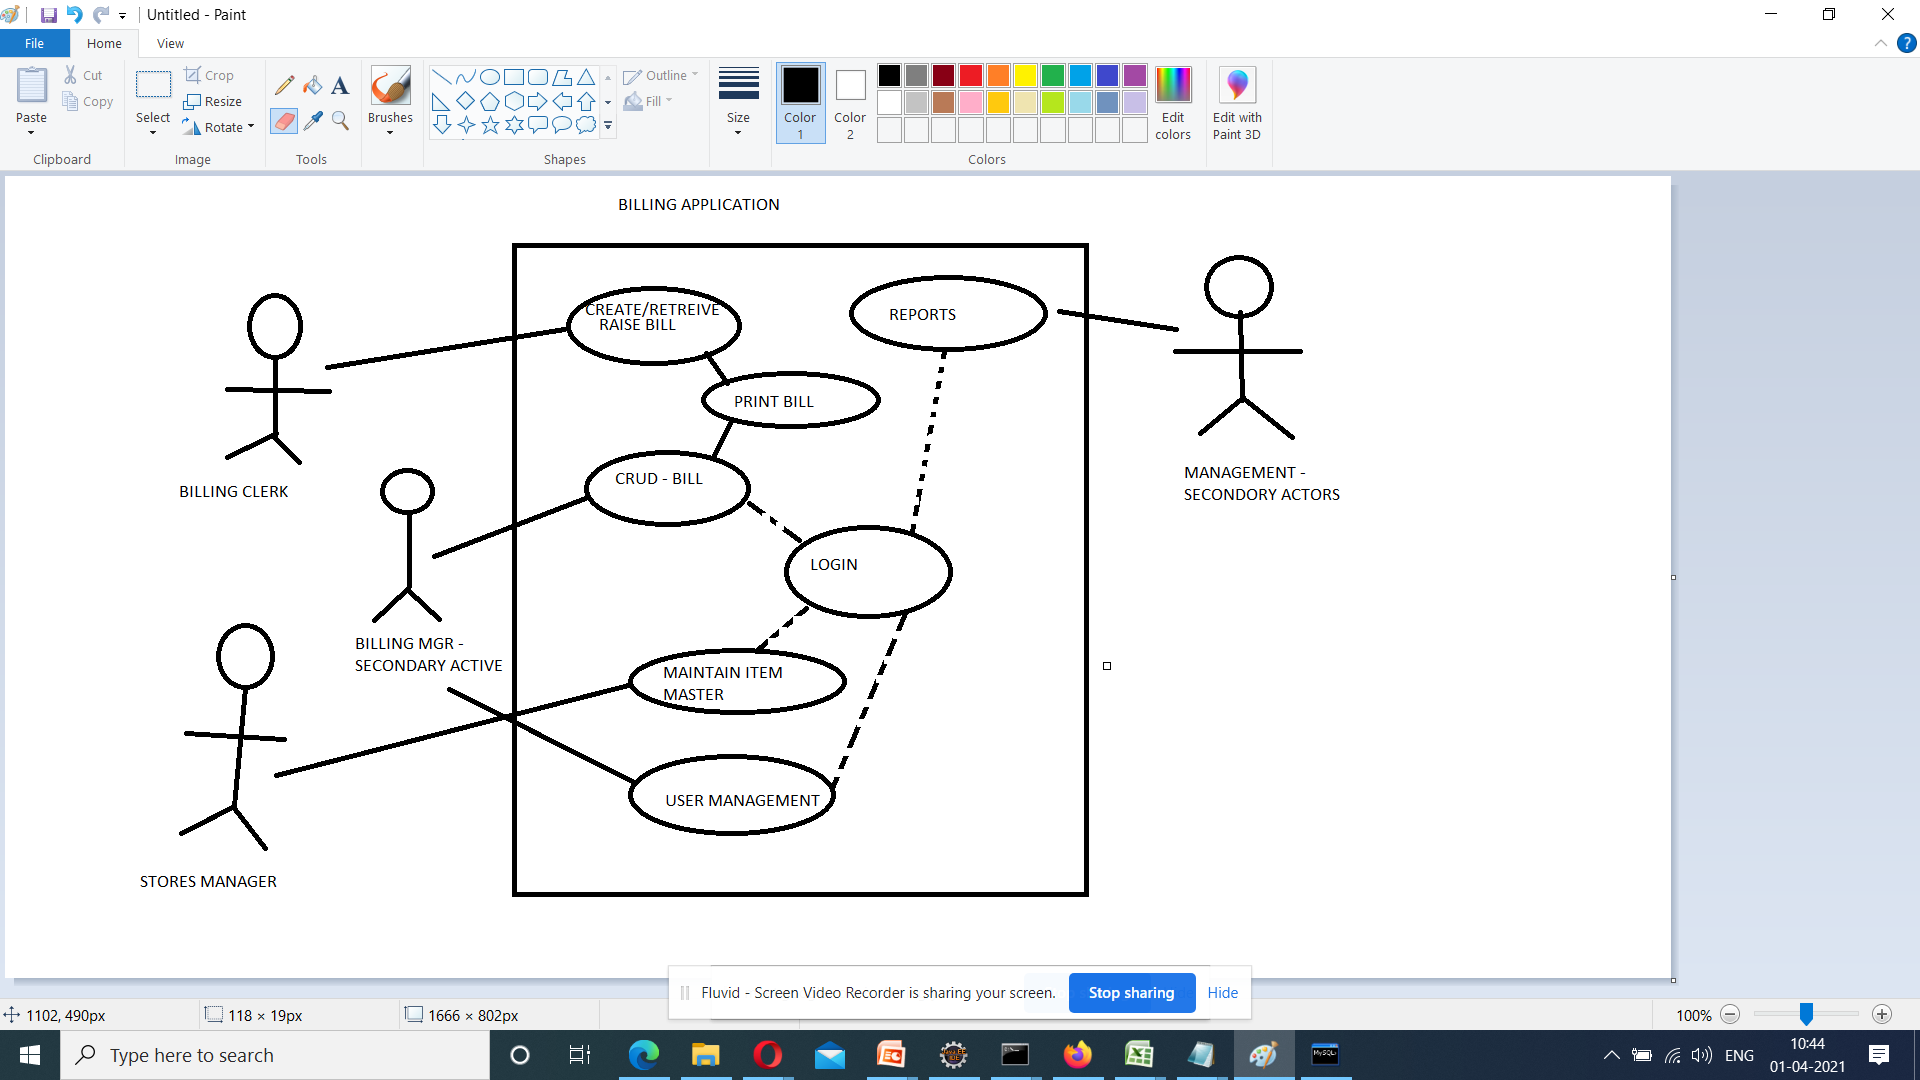 Untitled - Paint
File
Home
View
Paste
Cut
Copy
Clipboard
Select
Crop
Resize
Rotate
Image
A
Tools
Brushes
Outline
Fill
Shapes
Size
Color
1
Color
2
Edit
colors
Colors
Edit with
Paint 3D
?
BILLING APPLICATION
CREATE/RETREIVE
RAISE BILL
REPORTS
PRINT BILL
CRUD - BILL
LOGIN
MAINTAIN ITEM
MASTER
USER MANAGEMENT
BILLING CLERK
BILLING MGR -
SECONDARY ACTIVE
STORES MANAGER
MANAGEMENT -
SECONDORY ACTORS
Fluvid - Screen Video Recorder is sharing your screen.
Stop sharing
Hide
1102, 490px
118 × 19px
1666 × 802px
100%
Type here to search
ENG
10:44
01-04-2021